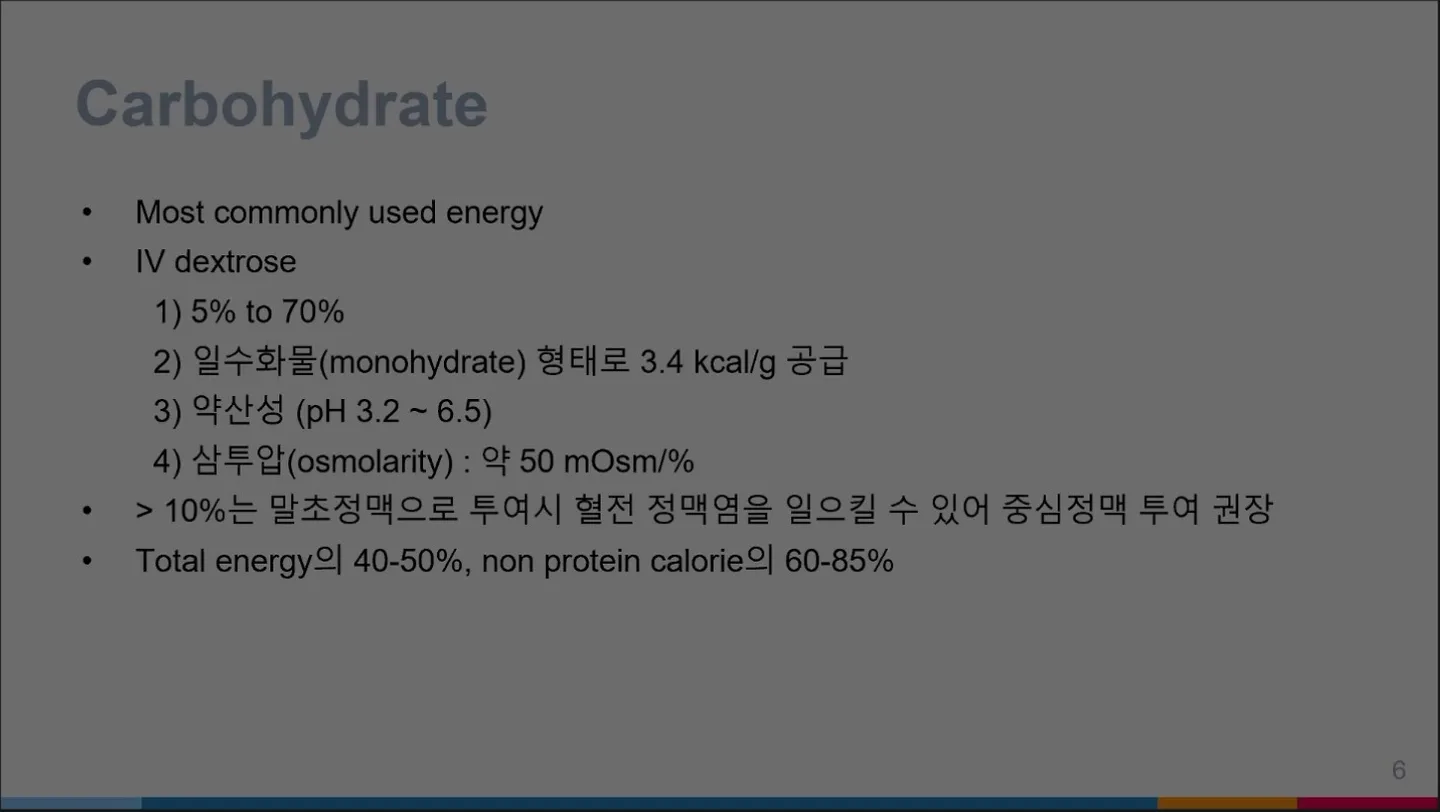 Carbohydrate
• Most commonly used energy
• IV dextrose
1) 5% to 70%
2) 일수화물(monohydrate) 형태로 3.4 kcal/g 공급
3) 약산성 (pH 3.2 ~ 6.5)
4) 삼투압(osmolarity) : 약 50 mOsm/%
• > 10%는 말초정맥으로 투여시 혈전 정맥염을 일으킬 수 있어 중심정맥 투여 권장
• Total energy의 40-50%, non protein calorie의 60-85%
6